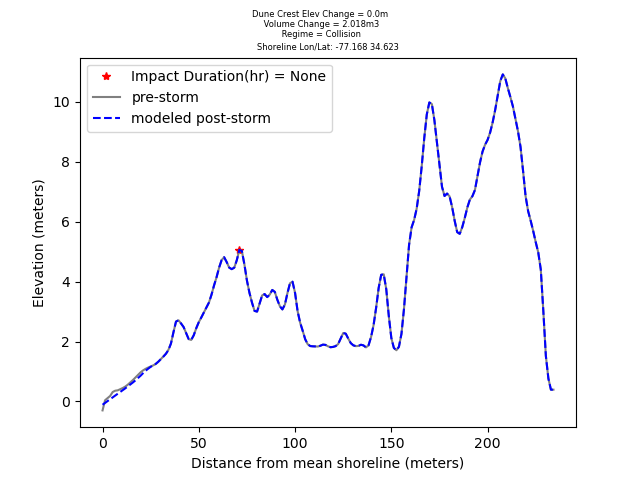 Dune Crest Elev Change = 0.0m
Volume Change = 2.018m3
Regime = Collision
Shoreline Lon/Lat: -77.168 34.623
Impact Duration(hr) = None
pre-storm
modeled post-storm
10
8
6
4
2
0
Elevation (meters)
0 50 100 150 200
Distance from mean shoreline (meters)